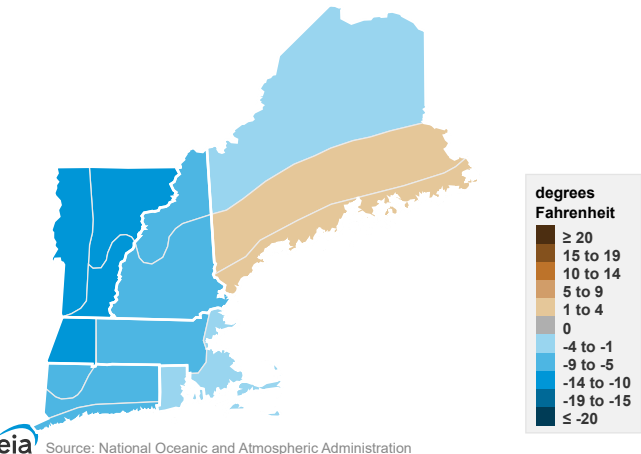 degrees
Fahrenheit
≥ 20
15 to 19
10 to 14
5 to 9
1 to 4
0
-4 to -1
-9 to -5
-14 to -10
-19 to -15
≤ -20
eia Source: National Oceanic and Atmospheric Administration